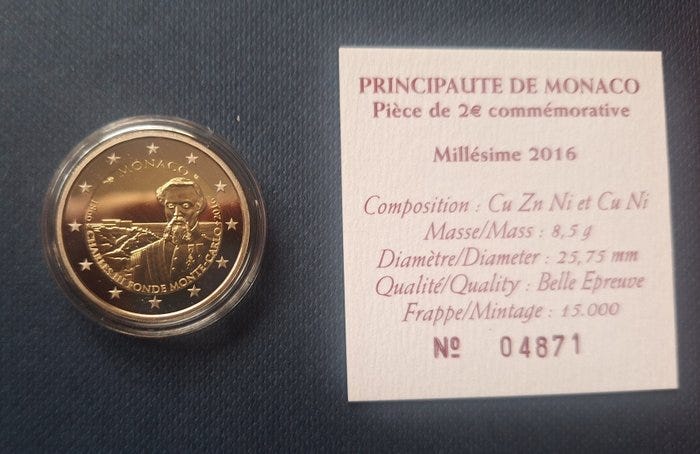 MONACO
1866 CHARLES III FONDE MONTE-CARLO 2016
PRINCIPAUTE DE MONACO
Pièce de 2€ commémorative
Millésime 2016
Composition : Cu Zn Ni et Cu Ni
Masse/Mass : 8,5 g
Diamètre/Diameter : 25,75 mm
Qualité/Quality : Belle Epreuve
Frappe/Mintage : 15.000
Nº 04871